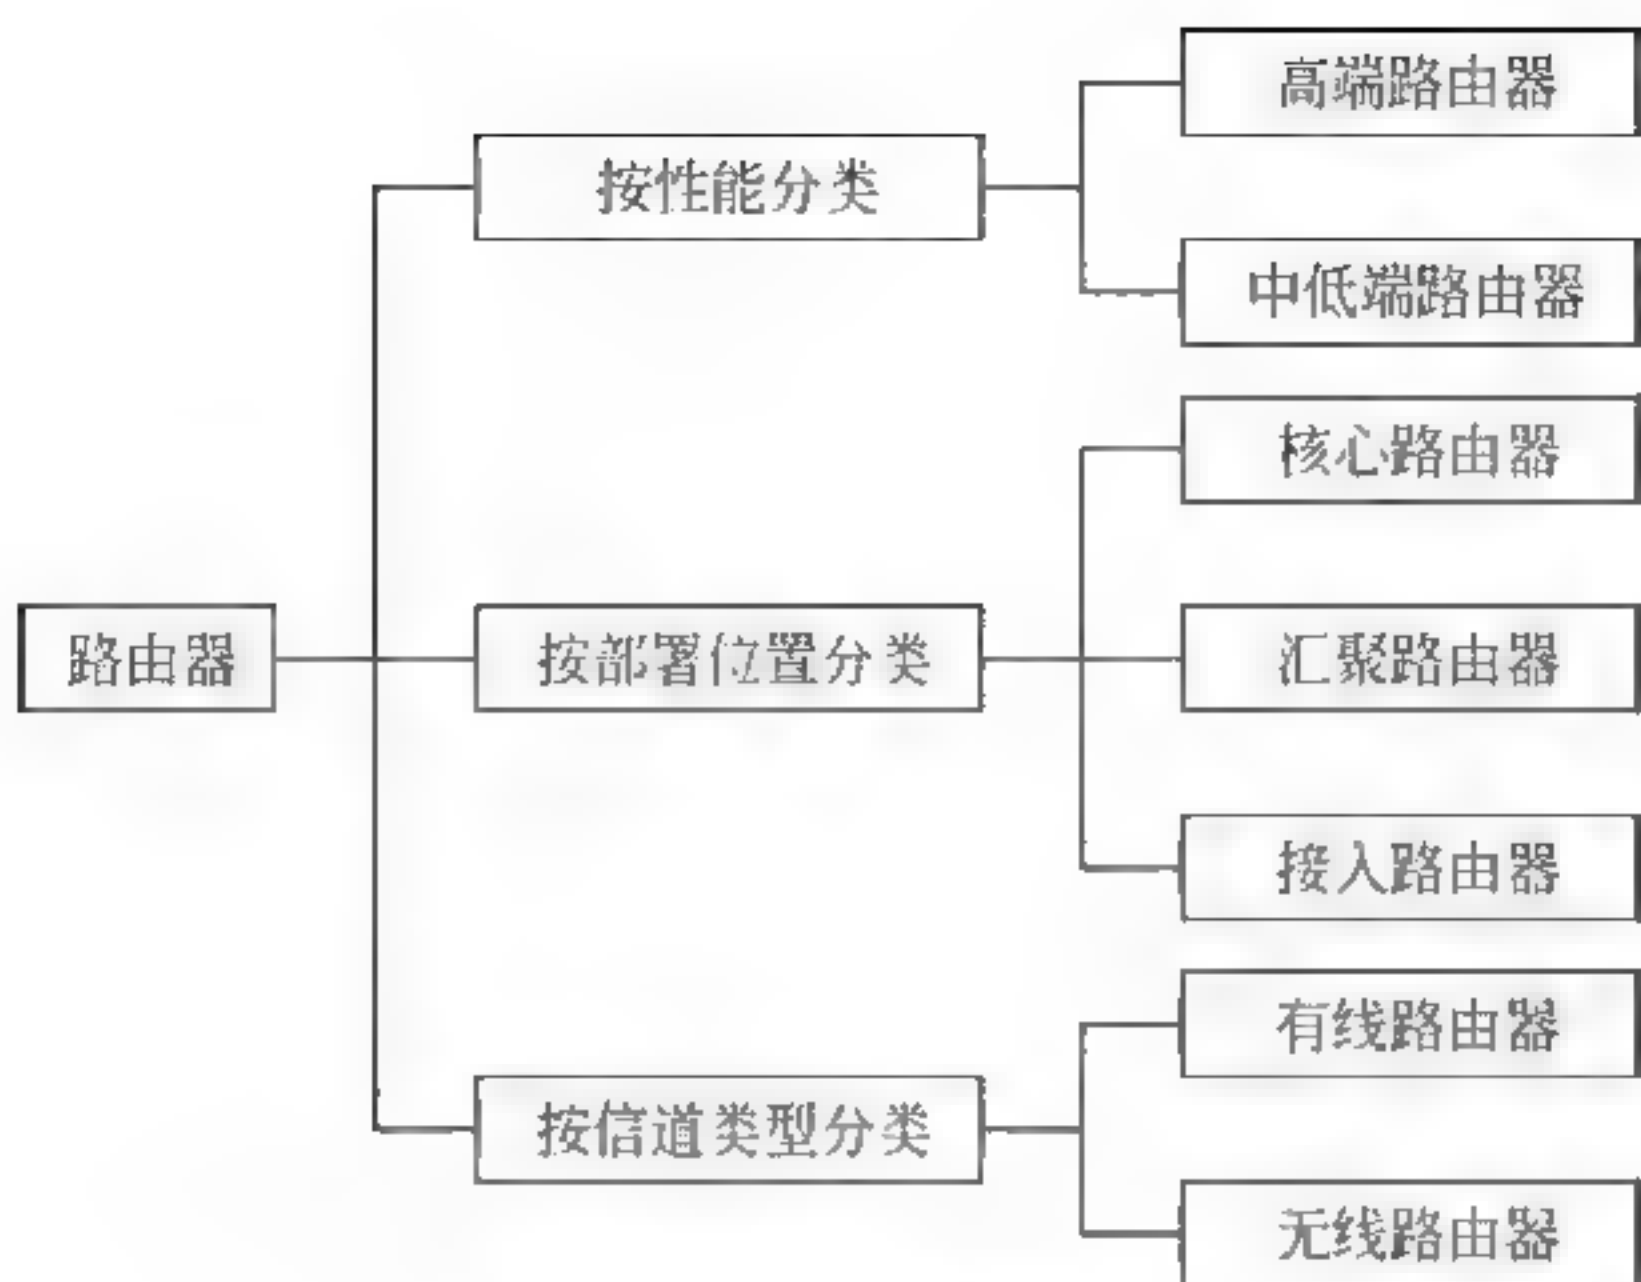 高端路由器
按性能分类
中低端路由器
核心路由器
路由器
按部署位置分类
汇聚路由器
接入路由器
有线路由器
按信道类型分类
无线路由器